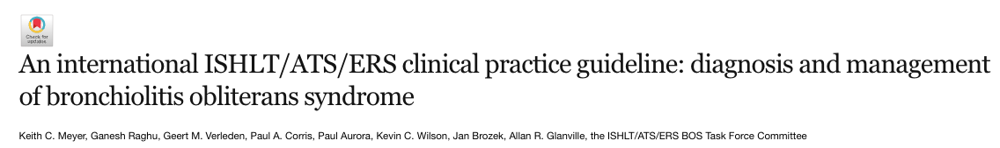 Check for
updates
An international ISHLT/ATS/ERS clinical practice guideline: diagnosis and management
of bronchiolitis obliterans syndrome
Keith C. Meyer, Ganesh Raghu, Geert M. Verleden, Paul A. Corris, Paul Aurora, Kevin C. Wilson, Jan Brozek, Allan R. Glanville, the ISHLT/ATS/ERS BOS Task Force Committee